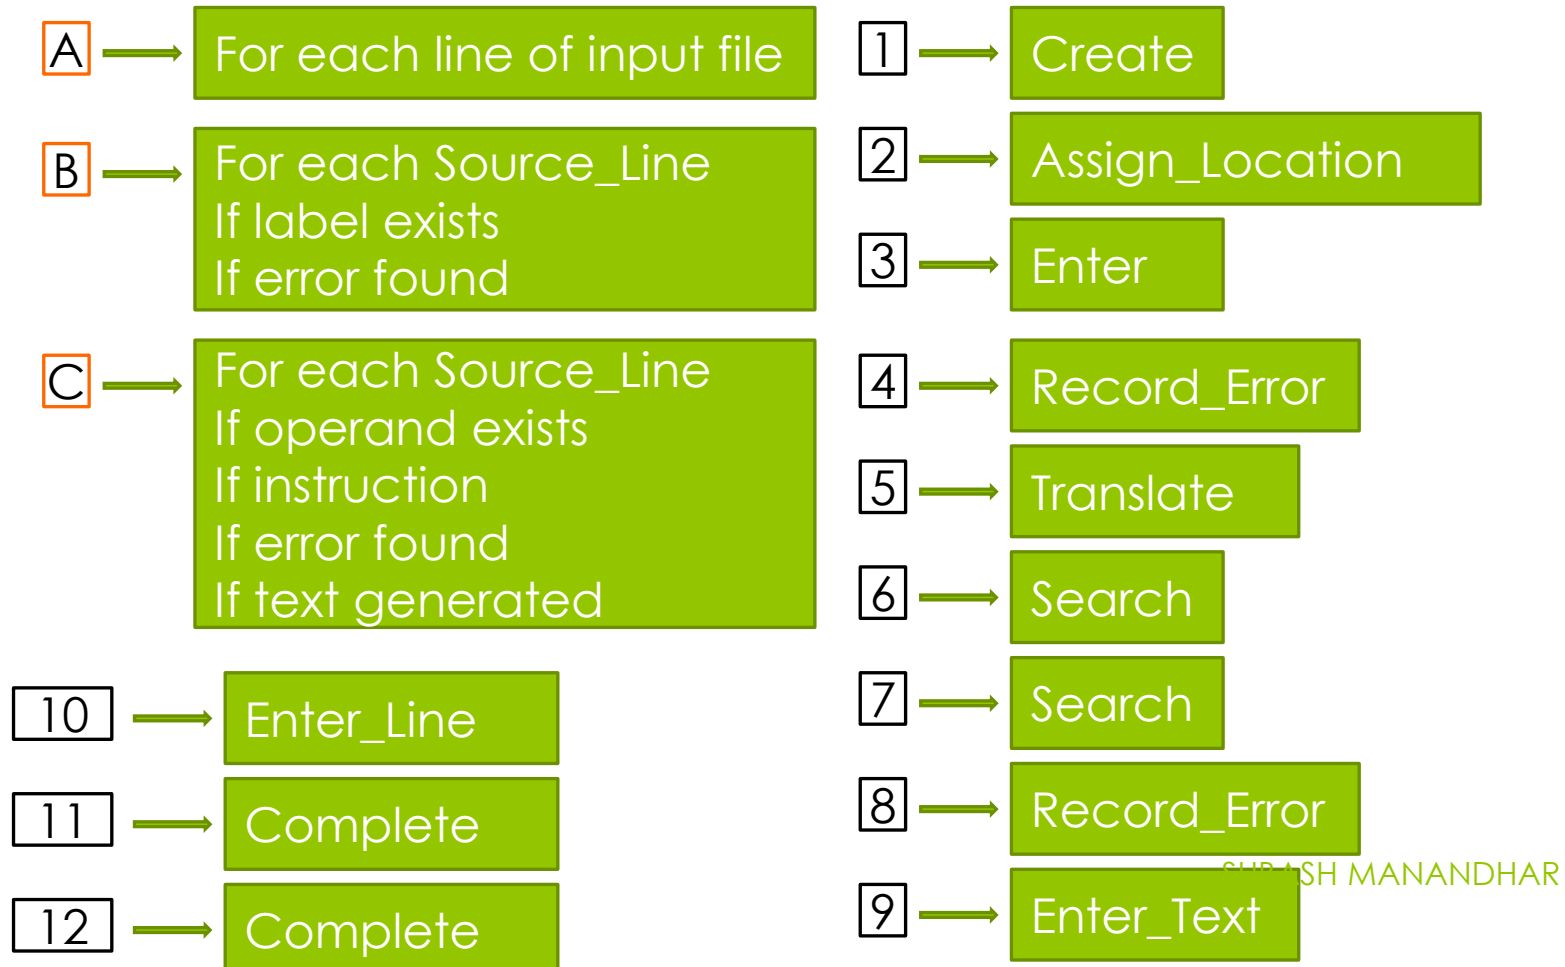 A
For each line of input file
B
For each Source_Line
If label exists
If error found
C
For each Source_Line
If operand exists
If instruction
If error found
If text generated
10
Enter_Line
11
Complete
12
Complete
1
Create
2
Assign_Location
3
Enter
4
Record_Error
5
Translate
6
Search
7
Search
8
Record_Error
9
Enter_Text
MANANDHAR